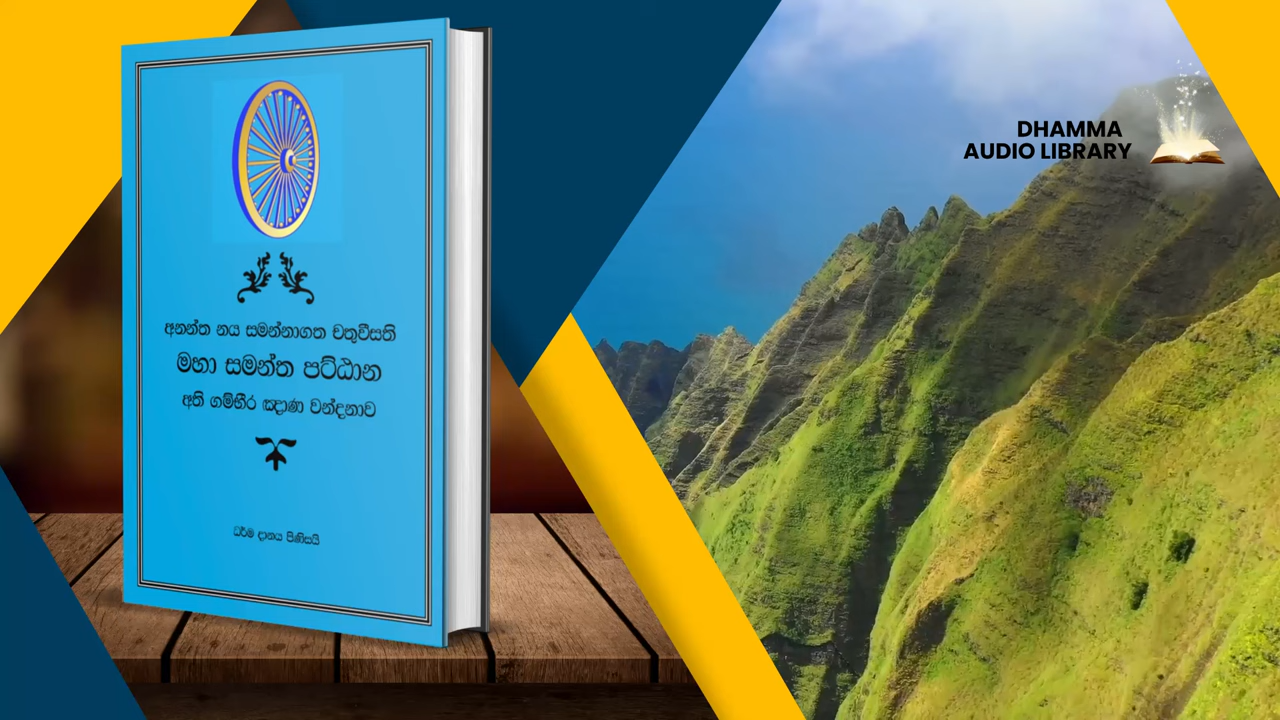 අනන්ත නය සමන්නාගත චතුවීසති
මහා සමන්ත පට්ඨාන
අති ගම්භීර ඤාණ වන්දනාව
ධර්ම දානය පිණිසයි
DHAMMA
AUDIO LIBRARY